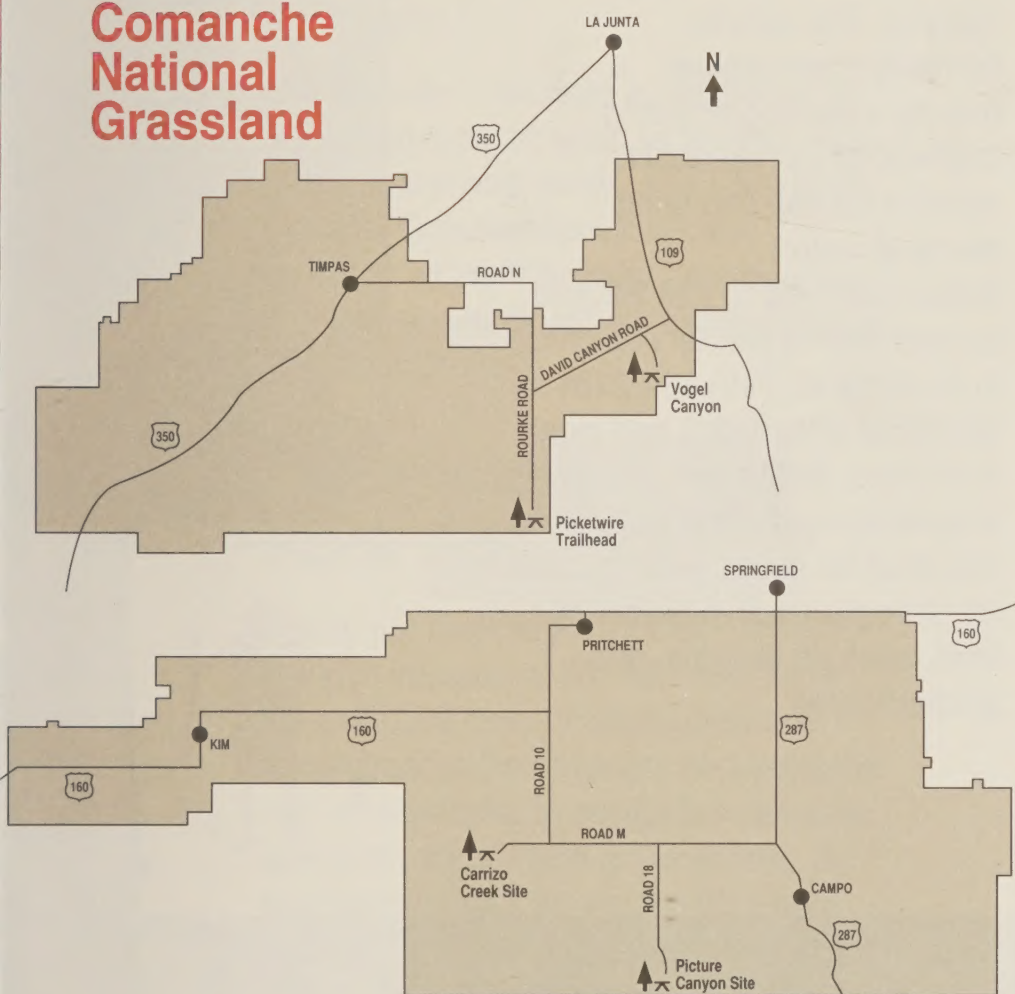 Comanche
National
Grassland
LA JUNTA
N
350
109
TIMPAS
ROAD N
DAVID CANYON ROAD
Vogel
Canyon
ROURKE ROAD
350
Picketwire
Trailhead
SPRINGFIELD
160
PRITCHETT
KIM
160
287
160
ROAD 10
ROAD M
Carrizo
Creek Site
ROAD 18
CAMPO
287
Picture
Canyon Site